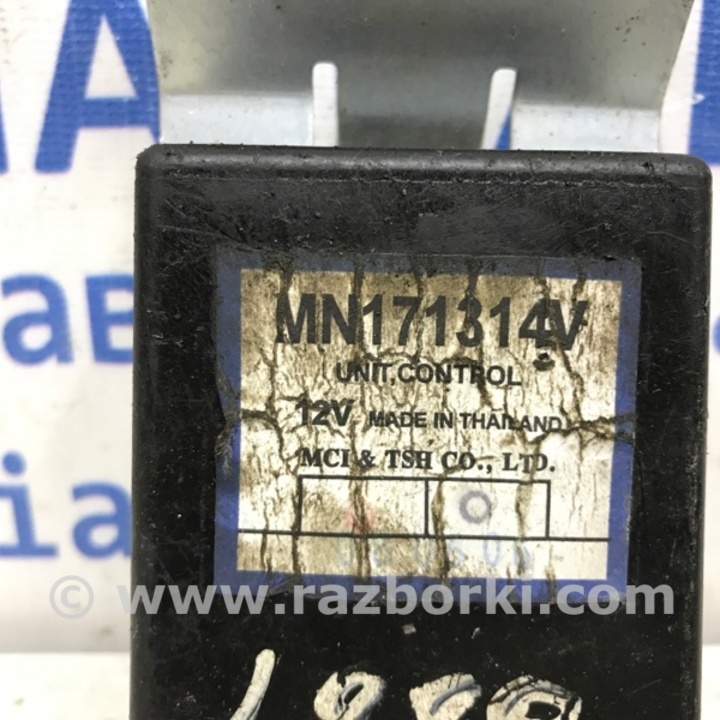 MN171314V
UNIT,CONTROL
12V MADE IN THAILAND
MCI & TSH CO., LTD.
© www.razborki.com